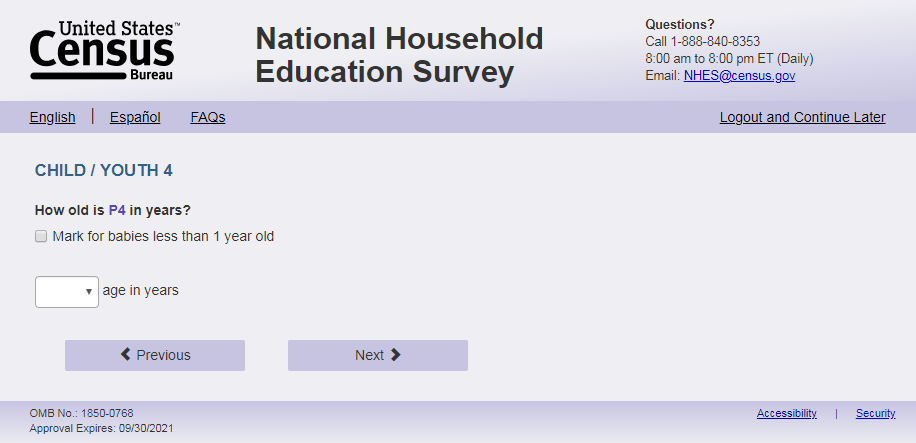 United States™
Census
Bureau
National Household
Education Survey
Questions?
Call 1-888-840-8353
8:00 am to 8:00 pm ET (Daily)
Email: NHES@census.gov
English | Español FAQs Logout and Continue Later
CHILD / YOUTH 4
How old is P4 in years?
Mark for babies less than 1 year old
age in years
Previous Next
OMB No.: 1850-0768 Accessibility | Security
Approval Expires: 09/30/2021